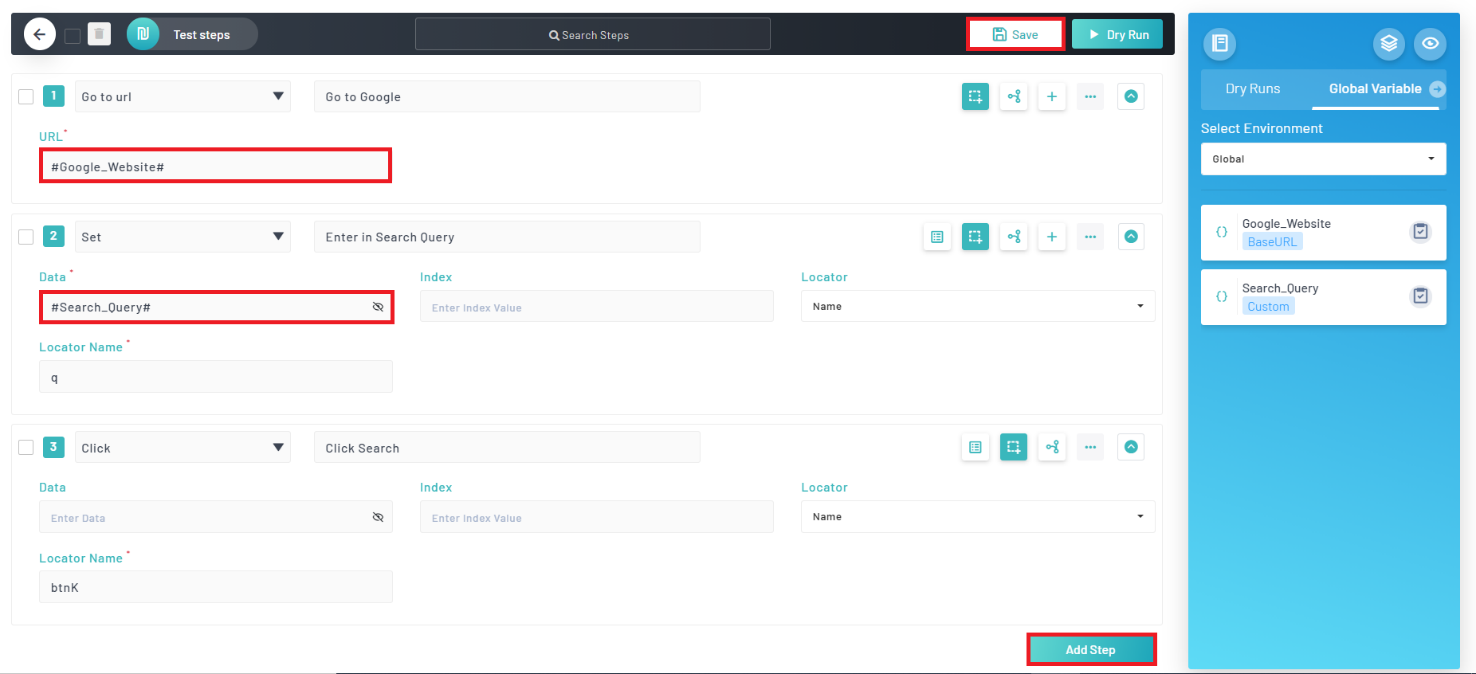 Test steps
Search Steps
Save
Dry Run
1
Go to url
Go to Google
URL*
#Google_Website#
2
Set
Enter in Search Query
Data *
Index
Locator
#Search_Query#
Enter Index Value
Name
Locator Name *
q
3
Click
Click Search
Data
Index
Locator
Enter Data
Enter Index Value
Name
Locator Name *
btnK
Add Step
Dry Runs
Global Variable
Select Environment
Global
{}
Google_Website
BaseURL
{}
Search_Query
Custom